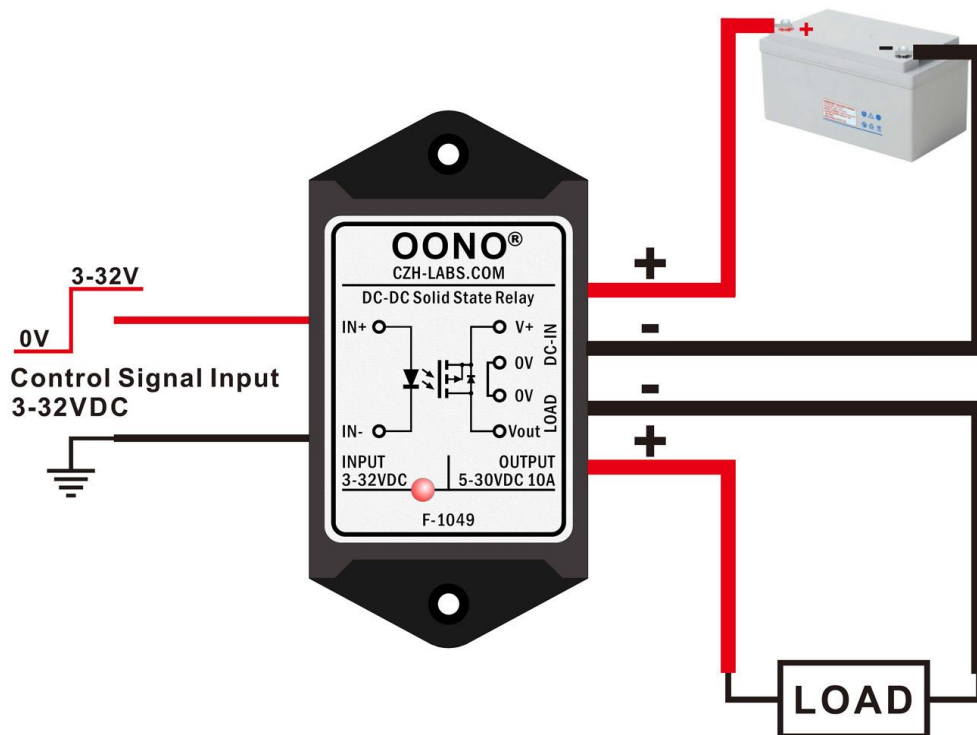 +
-
3-32V
0V
Control Signal Input
3-32VDC
OONO®
CZH-LABS.COM
DC-DC Solid State Relay
IN+
V+
DC-IN
0V
0V
LOAD
IN-
Vout
INPUT
3-32VDC
OUTPUT
5-30VDC 10A
F-1049
+
-
-
+
LOAD